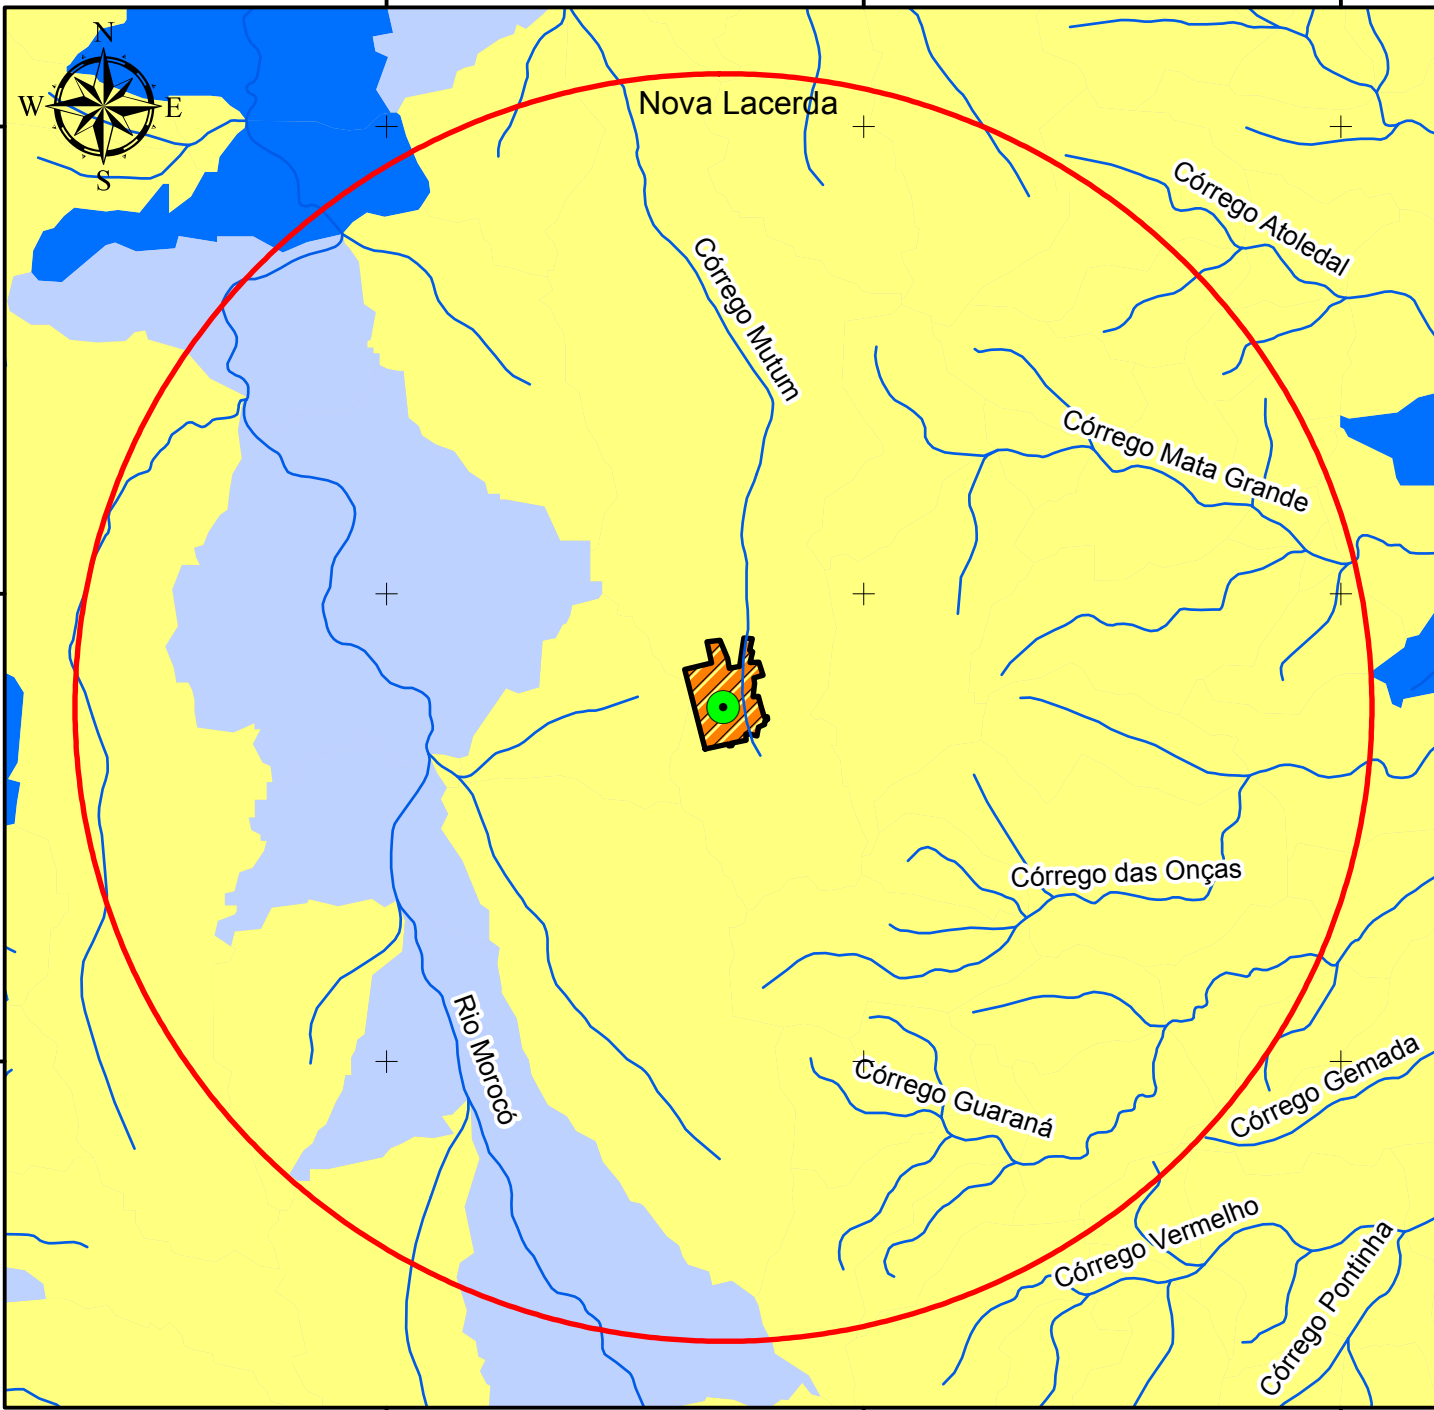 N
W E
S
Nova Lacerda
Córrego Atoledal
Córrego Mutum
Córrego Mata Grande
Córrego das Onças
Rio Morocó
Córrego Guaraná
Córrego Gemada
Córrego Vermelho
Córrego Pontinha